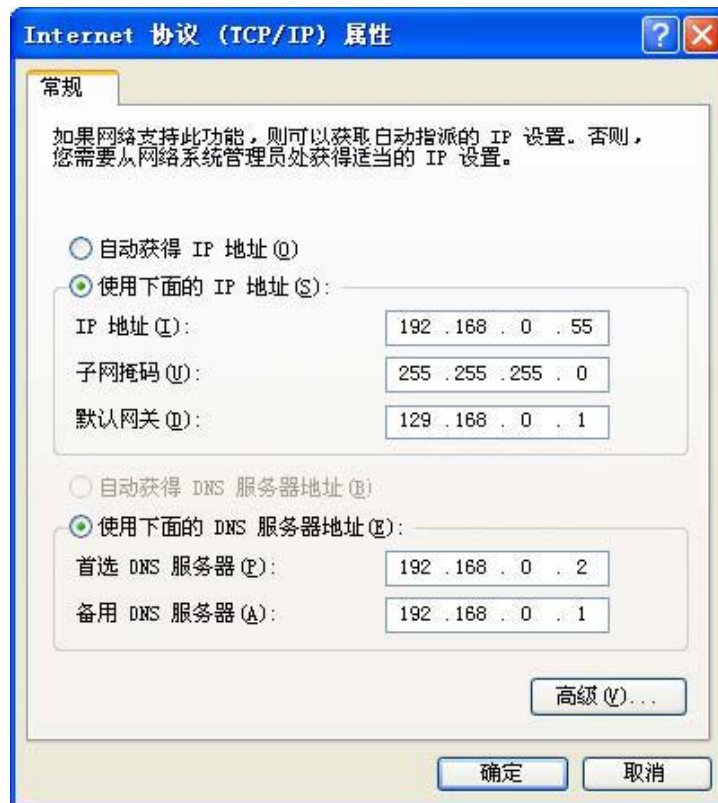 Internet 协议 (TCP/IP) 属性
常规
如果网络支持此功能，则可以获取自动指派的 IP 设置。否则，
您需要从网络系统管理员处获得适当的 IP 设置。
自动获得 IP 地址(O)
使用下面的 IP 地址(S):
IP 地址(I): 192 .168 . 0 . 55
子网掩码(U): 255 .255 .255 . 0
默认网关(D): 129 .168 . 0 . 1
自动获得 DNS 服务器地址(B)
使用下面的 DNS 服务器地址(E):
首选 DNS 服务器(P): 192 .168 . 0 . 2
备用 DNS 服务器(A): 192 .168 . 0 . 1
高级(V)...
确定 取消